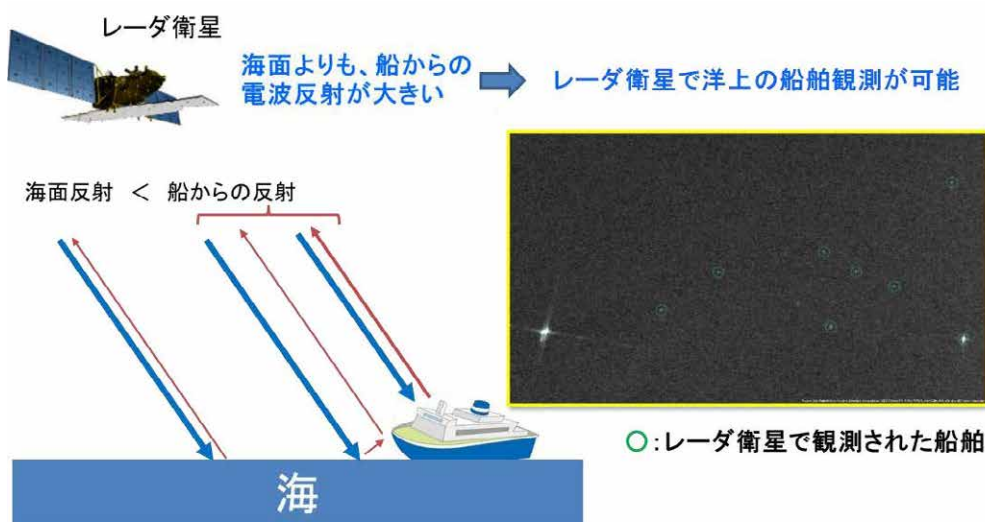 レーダ衛星
海面よりも、船からの
電波反射が大きい
レーダ衛星で洋上の船舶観測が可能
海面反射 < 船からの反射
海
○:レーダ衛星で観測された船舶